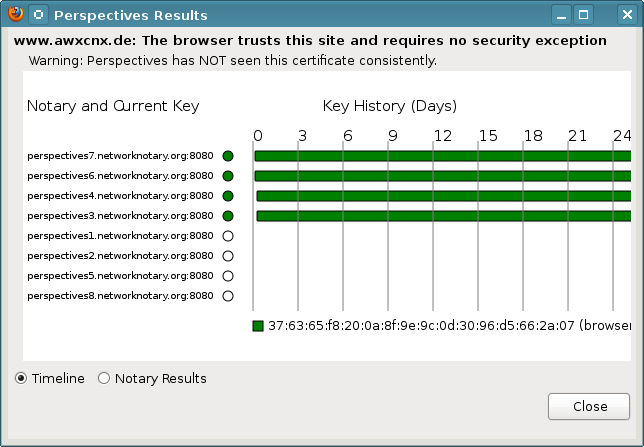 Perspectives Results
www.awxcnx.de: The browser trusts this site and requires no security exception
Warning: Perspectives has NOT seen this certificate consistently.
Notary and Current Key Key History (Days)
0 3 6 9 12 15 18 21 24
perspectives7.networknotary.org:8080
perspectives6.networknotary.org:8080
perspectives4.networknotary.org:8080
perspectives3.networknotary.org:8080
perspectives1.networknotary.org:8080
perspectives2.networknotary.org:8080
perspectives5.networknotary.org:8080
perspectives8.networknotary.org:8080
37:63:65:f8:20:0a:8f:9e:9c:0d:30:96:d5:66:2a:07 (browser
Timeline Notary Results
Close